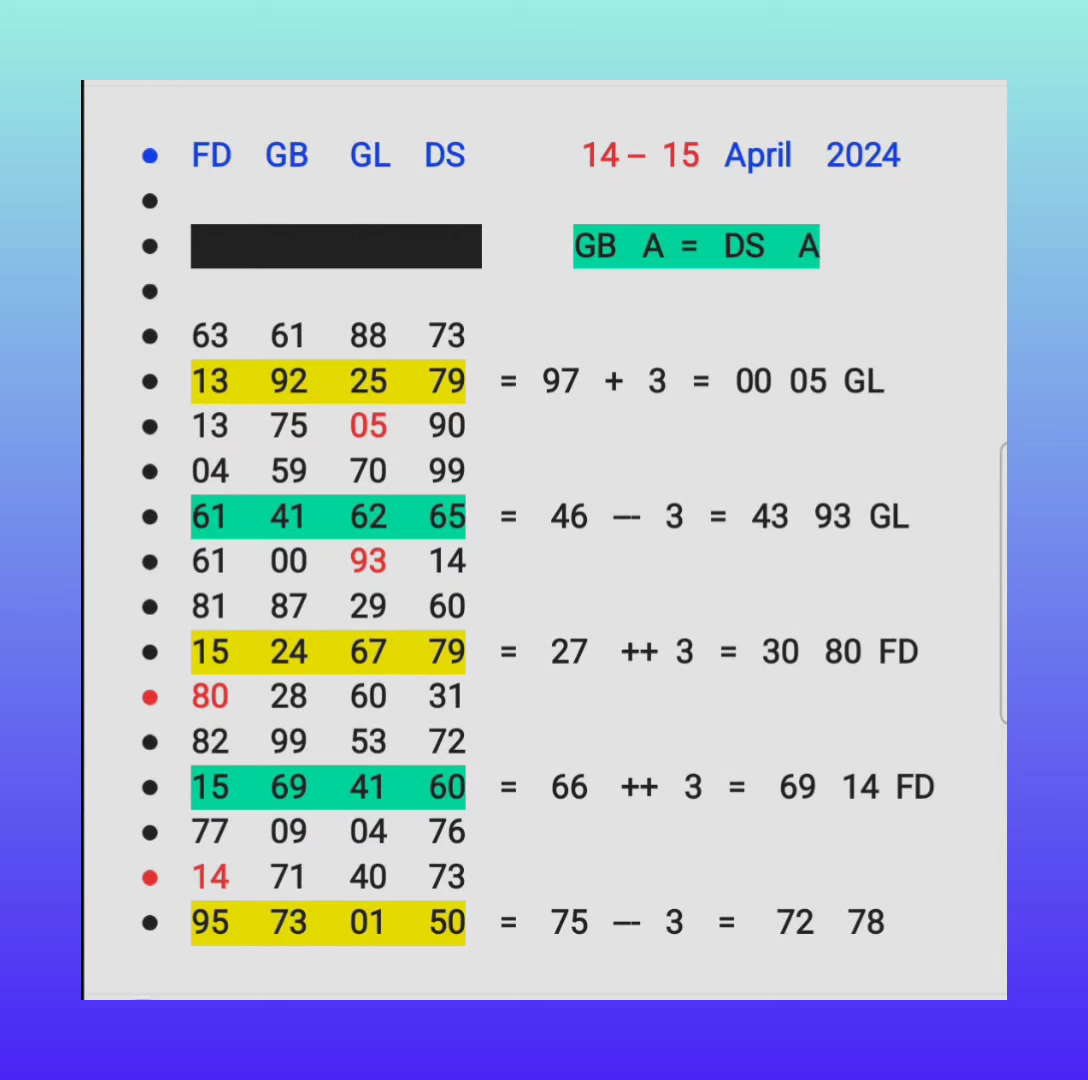 FD GB GL DS 14 – 15 April 2024
GB A = DS A
63 61 88 73
13 92 25 79 = 97 + 3 = 00 05 GL
13 75 05 90
04 59 70 99
61 41 62 65 = 46 –- 3 = 43 93 GL
61 00 93 14
81 87 29 60
15 24 67 79 = 27 ++ 3 = 30 80 FD
80 28 60 31
82 99 53 72
15 69 41 60 = 66 ++ 3 = 69 14 FD
77 09 04 76
14 71 40 73
95 73 01 50 = 75 –- 3 = 72 78